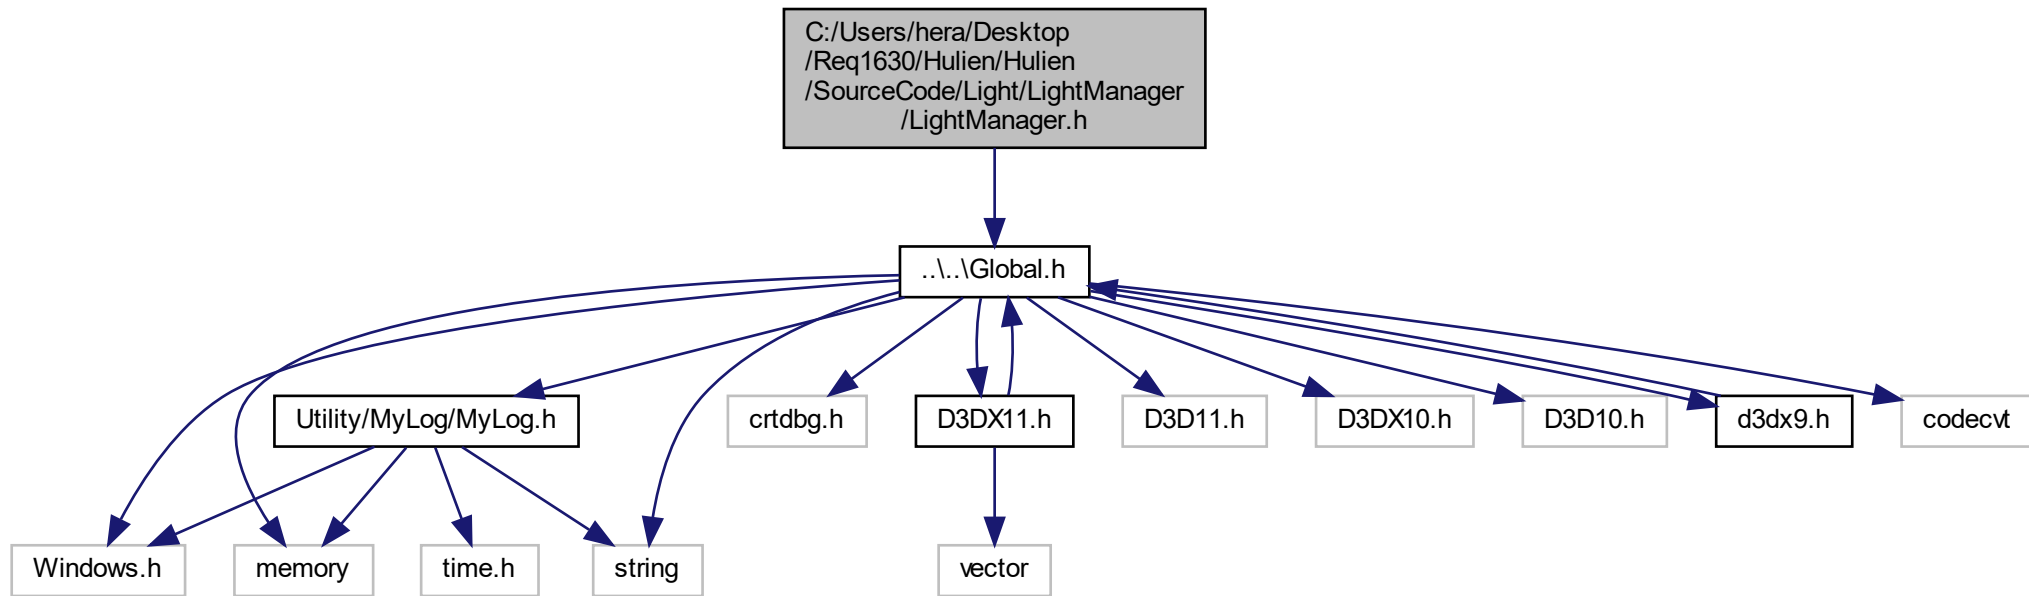 C:/Users/hera/Desktop
/Req1630/Hulien/Hulien
/SourceCode/Light/LightManager
/LightManager.h
..\..\Global.h
Utility/MyLog/MyLog.h
crtdbg.h
D3DX11.h
D3D11.h
D3DX10.h
D3D10.h
d3dx9.h
codecvt
Windows.h
memory
time.h
string
vector